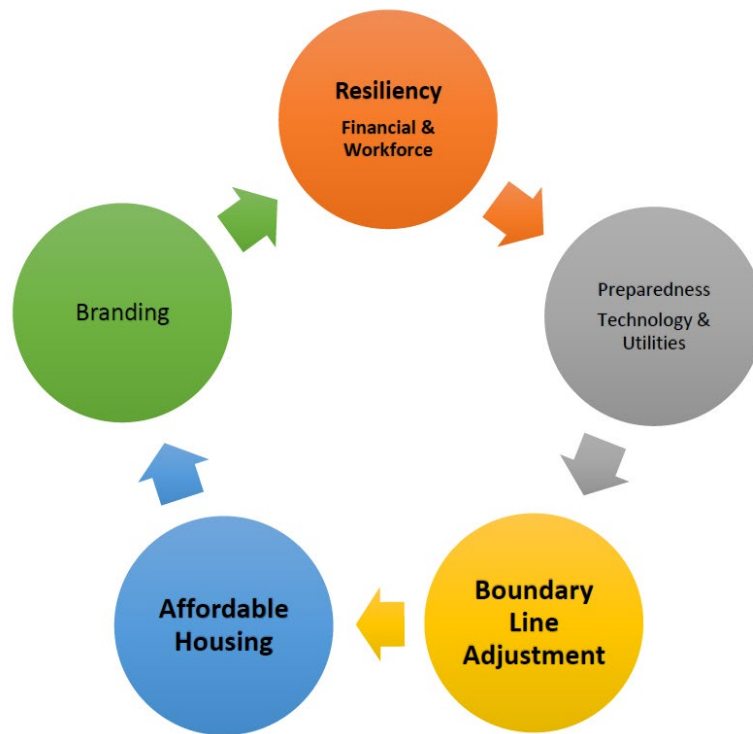 Resiliency
Financial &
Workforce
Preparedness
Technology &
Utilities
Boundary
Line
Adjustment
Affordable
Housing
Branding